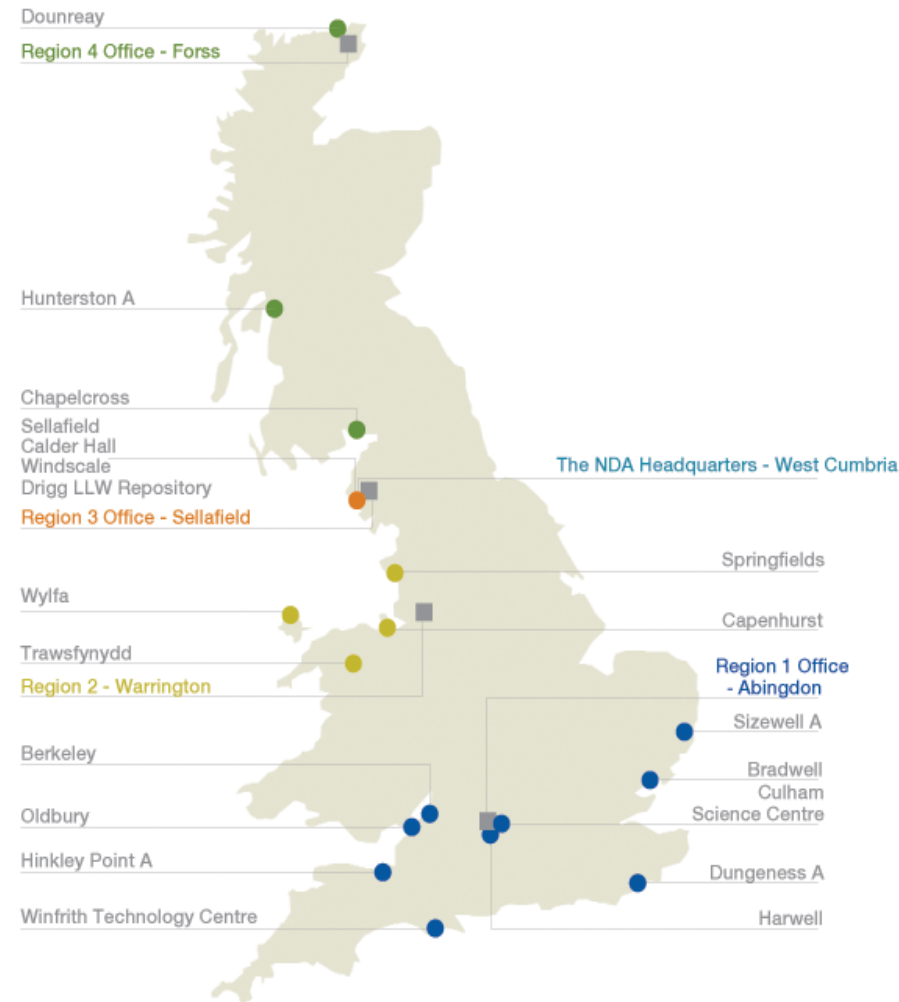 Dounreay
Region 4 Office - Forss
Hunterston A
Chapelcross
Sellafield
Calder Hall
Windscale
Drigg LLW Repository
Region 3 Office - Sellafield
The NDA Headquarters - West Cumbria
Springfields
Wylfa
Capenhurst
Trawsfynydd
Region 2 - Warrington
Region 1 Office
- Abingdon
Sizewell A
Berkeley
Bradwell
Culham
Science Centre
Oldbury
Hinkley Point A
Dungeness A
Winfrith Technology Centre
Harwell